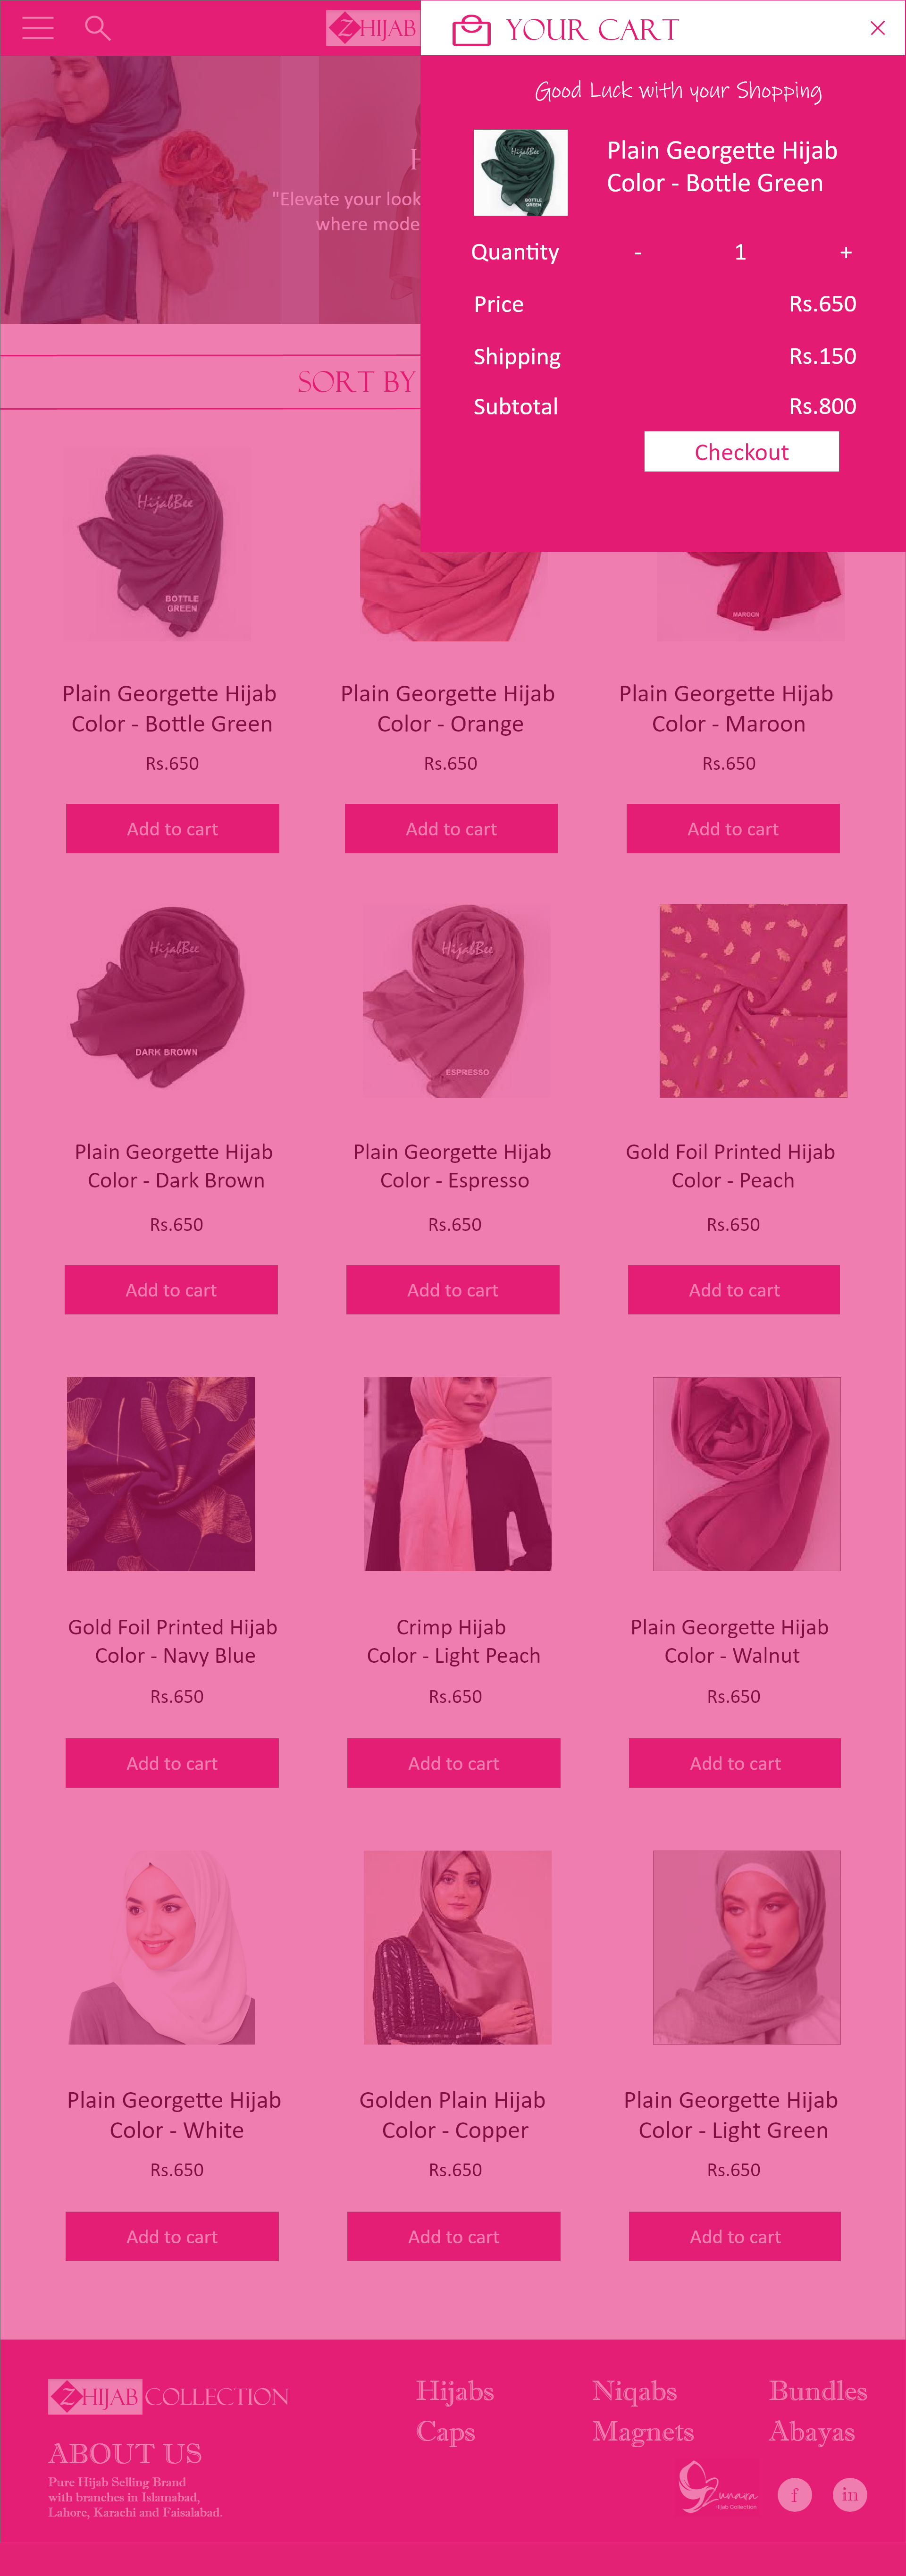 ZHIJAB
YOUR CART
Good Luck with your Shopping
HijabBee
BOTTLE
GREEN
Plain Georgette Hijab
Color - Bottle Green
Quantity - 1 +
Price Rs.650
Shipping Rs.150
Subtotal Rs.800
Checkout
H
"Elevate your look
where mode
SORT BY
HijabBee
BOTTLE
GREEN
MAROON
Plain Georgette Hijab
Color - Bottle Green
Rs.650
Add to cart
Plain Georgette Hijab
Color - Orange
Rs.650
Add to cart
Plain Georgette Hijab
Color - Maroon
Rs.650
Add to cart
HijabBee
DARK BROWN
HijabBee
ESPRESSO
Plain Georgette Hijab
Color - Dark Brown
Rs.650
Add to cart
Plain Georgette Hijab
Color - Espresso
Rs.650
Add to cart
Gold Foil Printed Hijab
Color - Peach
Rs.650
Add to cart
Gold Foil Printed Hijab
Color - Navy Blue
Rs.650
Add to cart
Crimp Hijab
Color - Light Peach
Rs.650
Add to cart
Plain Georgette Hijab
Color - Walnut
Rs.650
Add to cart
Plain Georgette Hijab
Color - White
Rs.650
Add to cart
Golden Plain Hijab
Color - Copper
Rs.650
Add to cart
Plain Georgette Hijab
Color - Light Green
Rs.650
Add to cart
ZHIJAB COLLECTION
ABOUT US
Pure Hijab Selling Brand
with branches in Islamabad,
Lahore, Karachi and Faisalabad.
Hijabs Niqabs Bundles
Caps Magnets Abayas
Zunara
Hijab Collection
f in